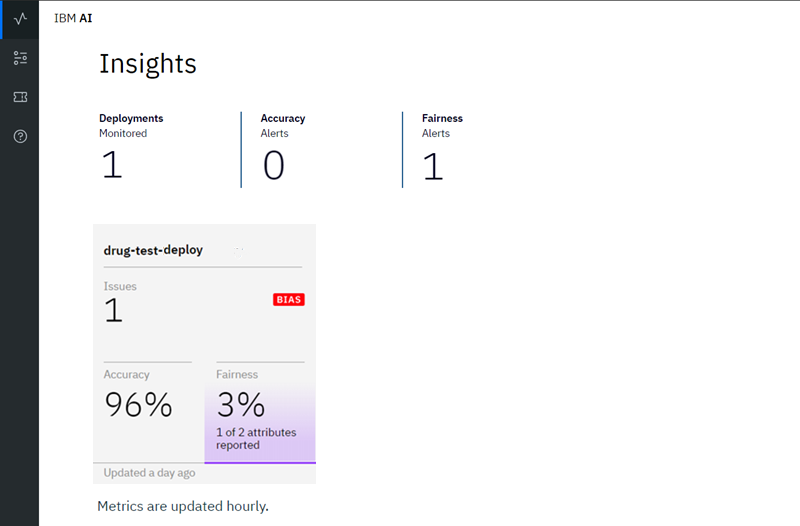 IBM AI
Insights
Deployments
Monitored
1
Accuracy
Alerts
0
Fairness
Alerts
1
drug-test-deploy
Issues
1
BIAS
Accuracy
96%
Fairness
3%
1 of 2 attributes
reported
Updated a day ago
Metrics are updated hourly.